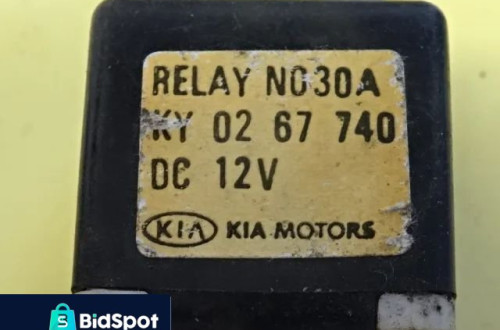 RELAY NO30A
KY 02 67 740
DC 12V
KIA KIA MOTORS
S BidSpot